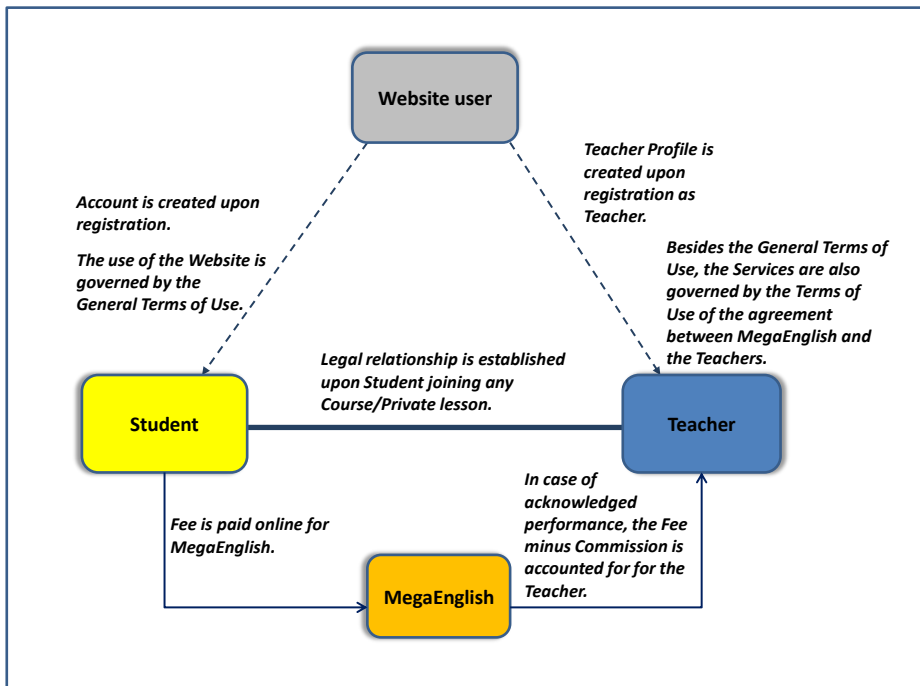 Website user
Teacher Profile is
created upon
registration as
Teacher.
Account is created upon
registration.
The use of the Website is
governed by the
General Terms of Use.
Besides the General Terms of
Use, the Services are also
governed by the Terms of
Use of the agreement
between MegaEnglish and
the Teachers.
Legal relationship is established
upon Student joining any
Course/Private lesson.
Student
Teacher
Fee is paid online for
MegaEnglish.
In case of
acknowledged
performance, the Fee
minus Commission is
accounted for for the
Teacher.
MegaEnglish